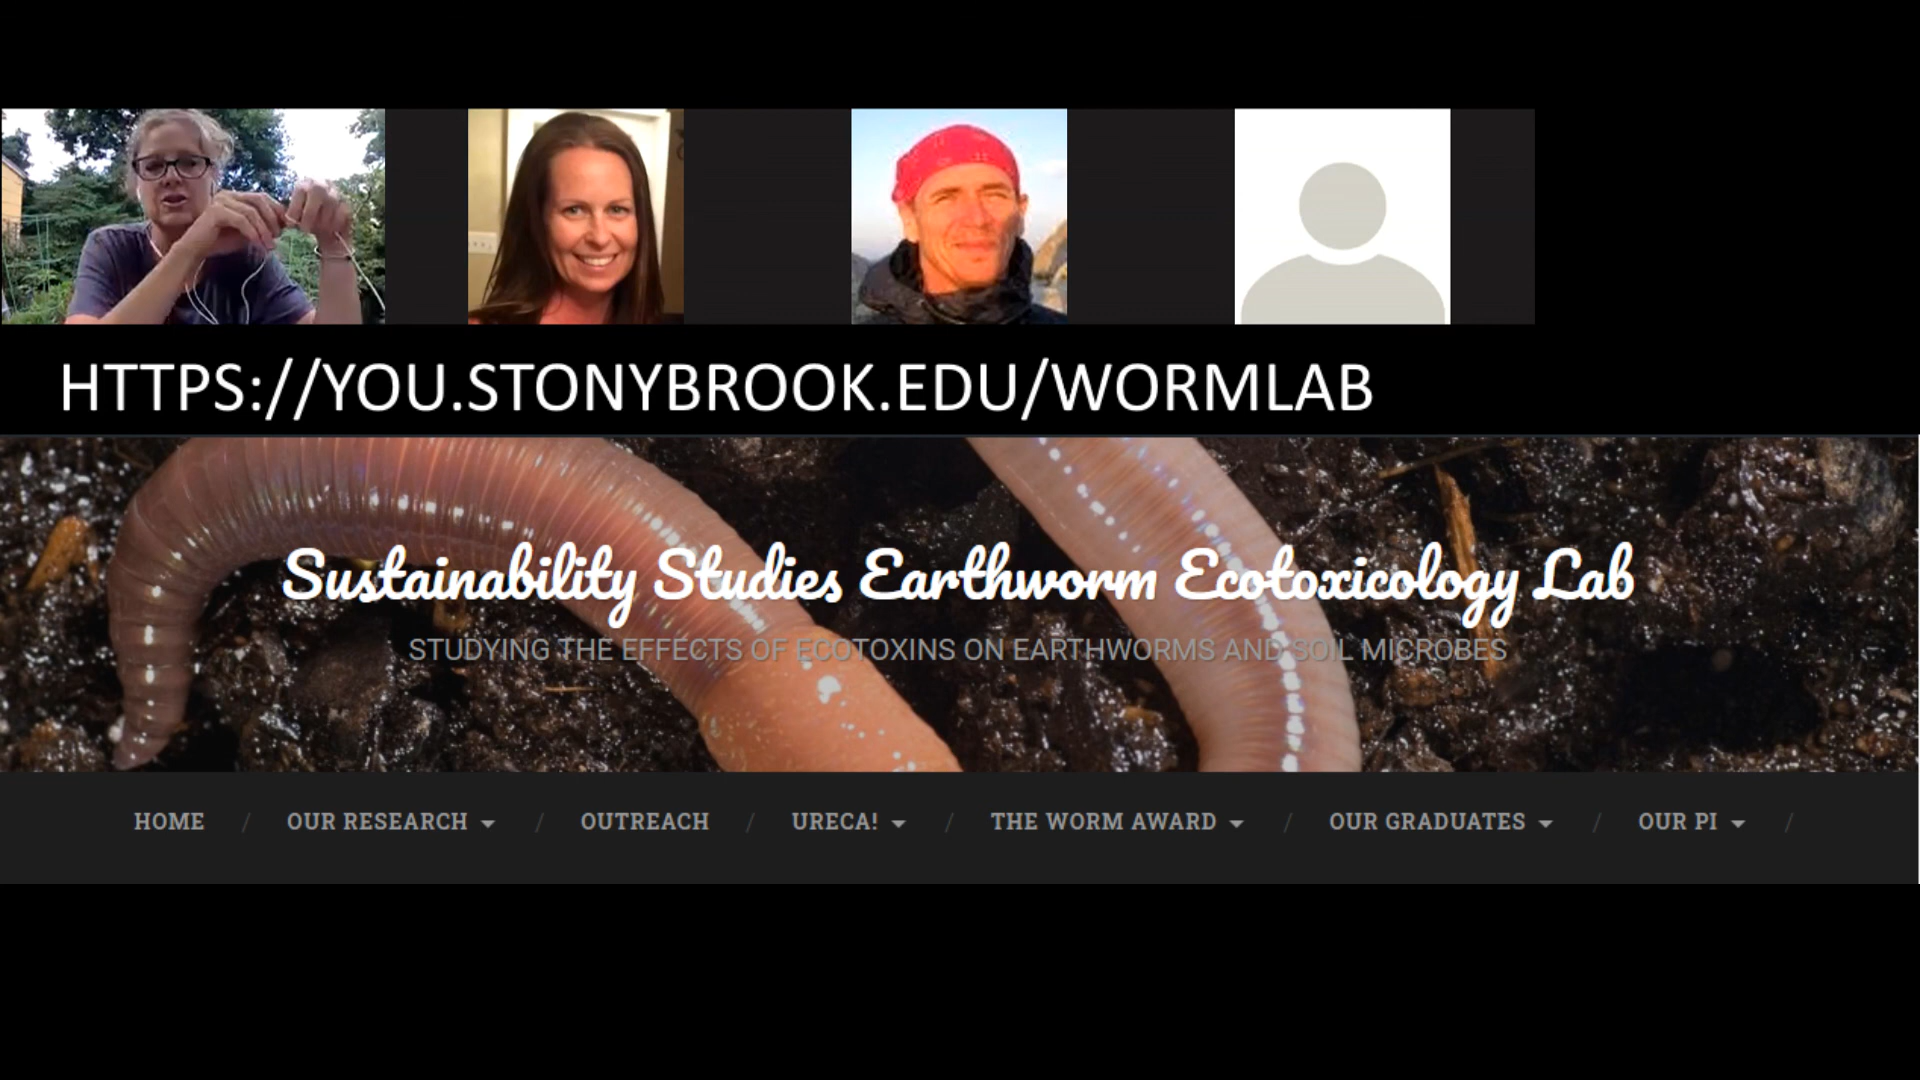 HTTPS://YOU.STONYBROOK.EDU/WORMLAB
Sustainability Studies Earthworm Ecotoxicology Lab
STUDYING THE EFFECTS OF ECOTOXINS ON EARTHWORMS AND SOIL MICROBES
HOME / OUR RESEARCH / OUTREACH / URECA! / THE WORM AWARD / OUR GRADUATES / OUR PI /